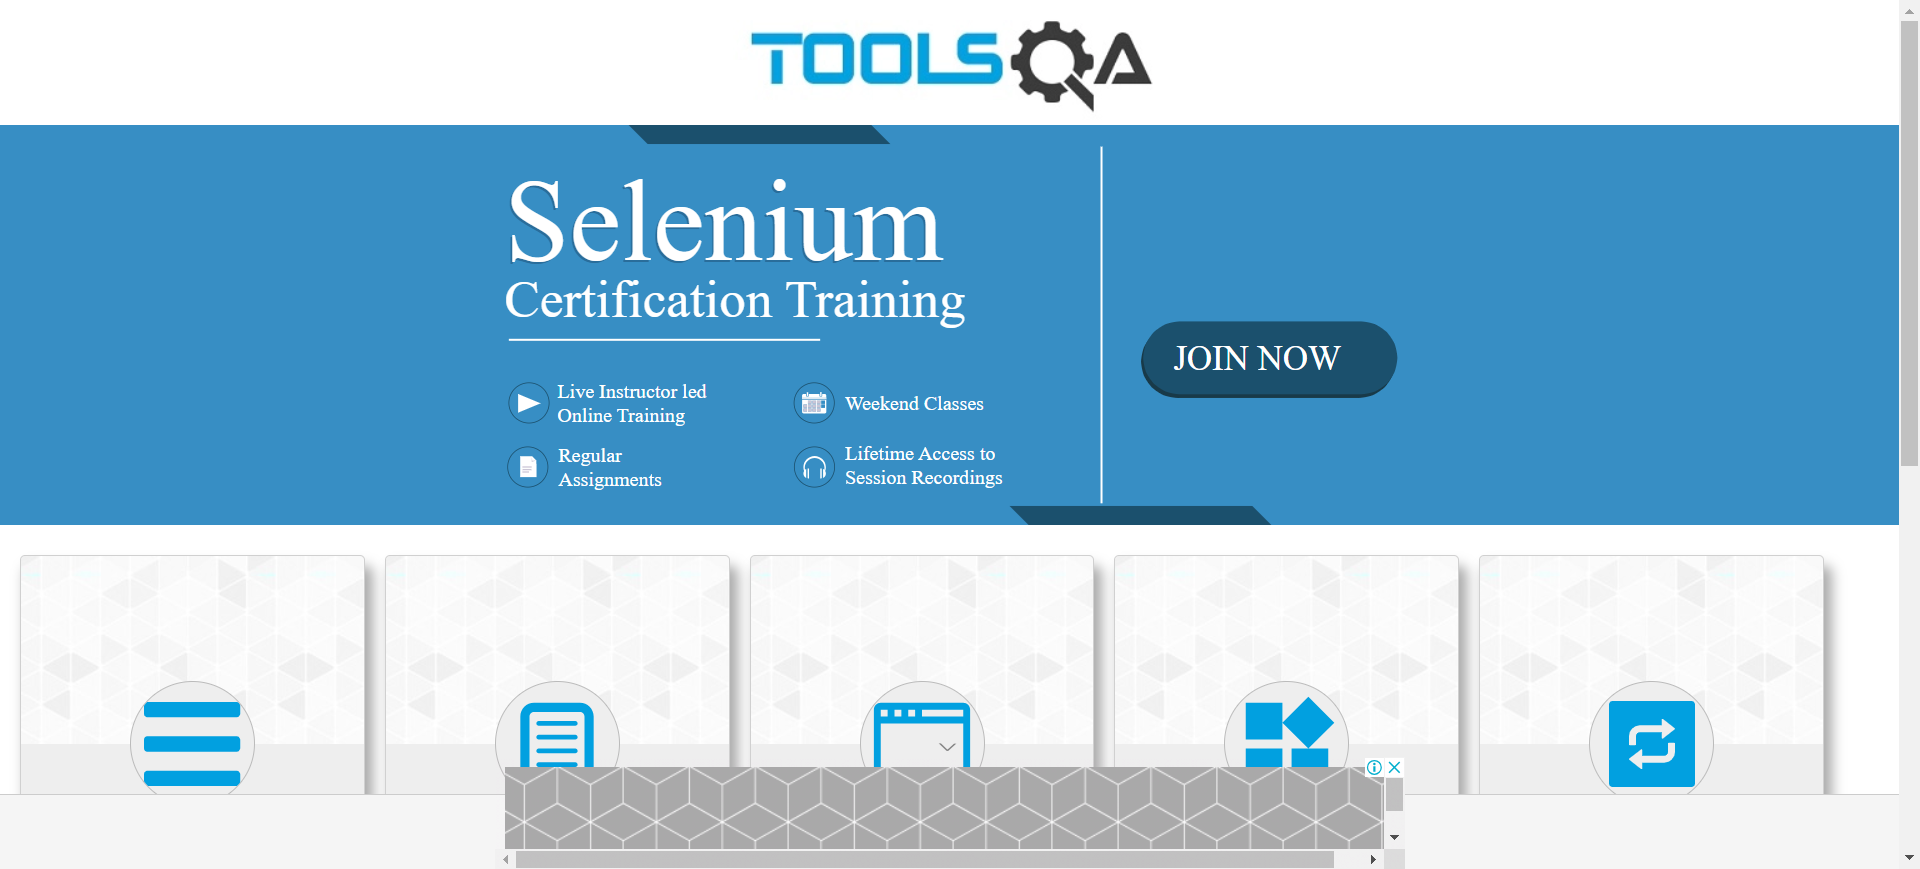 TOOLSQA
Selenium
Certification Training
JOIN NOW
Live Instructor led
Online Training
Weekend Classes
Regular
Assignments
Lifetime Access to
Session Recordings